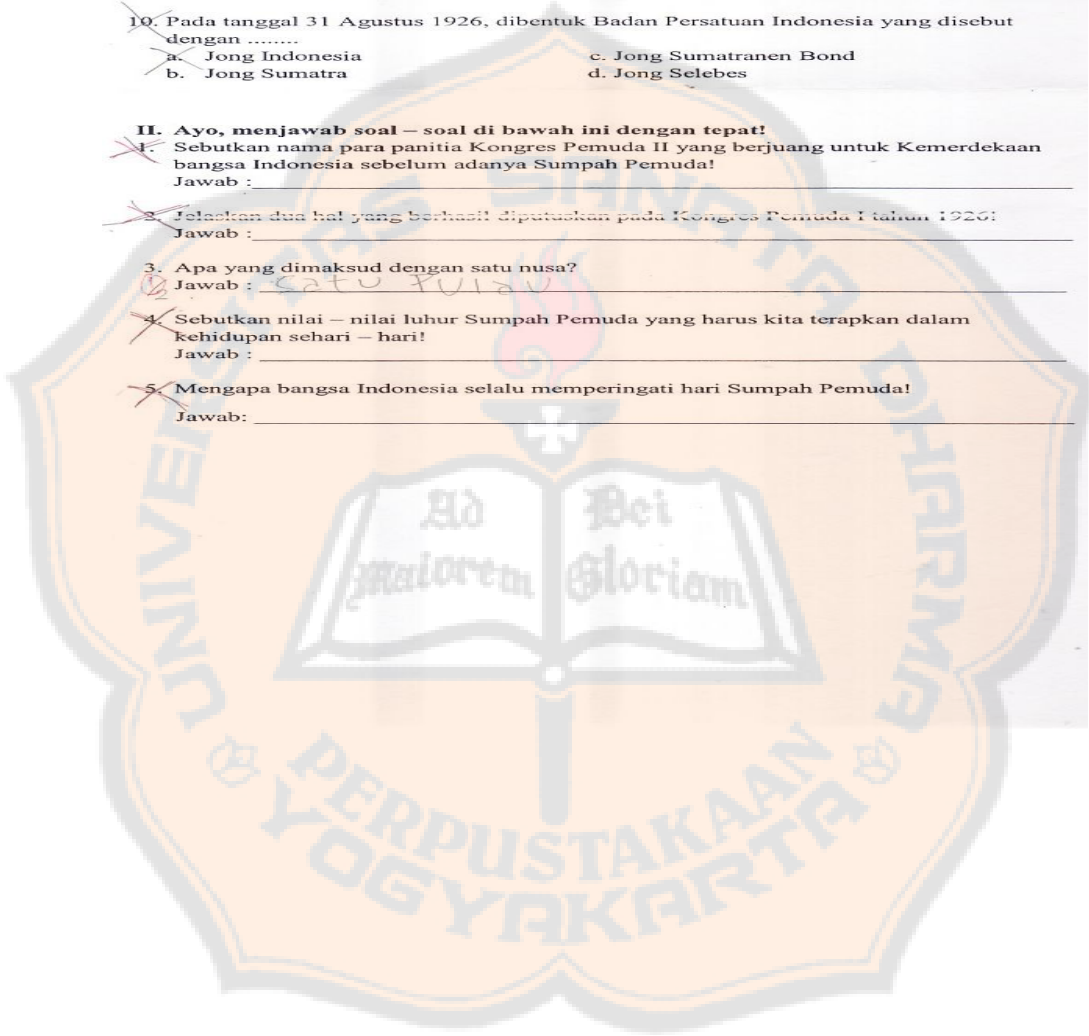 10. Pada tanggal 31 Agustus 1926, dibentuk Badan Persatuan Indonesia yang disebut
dengan ........
a. Jong Indonesia c. Jong Sumatranen Bond
b. Jong Sumatra d. Jong Selebes
II. Ayo, menjawab soal – soal di bawah ini dengan tepat!
1. Sebutkan nama para panitia Kongres Pemuda II yang berjuang untuk Kemerdekaan
bangsa Indonesia sebelum adanya Sumpah Pemuda!
Jawab :
2. Jelaskan dua hal yang berhasil diputuskan pada Kongres Pemuda I tahun 1926!
Jawab :
3. Apa yang dimaksud dengan satu nusa?
Jawab : Satu Pulau
4. Sebutkan nilai – nilai luhur Sumpah Pemuda yang harus kita terapkan dalam
kehidupan sehari – hari!
Jawab :
5. Mengapa bangsa Indonesia selalu memperingati hari Sumpah Pemuda!
Jawab:
UNIVERSITAS SANATA DHARMA
Ad Dei
Maiorem Gloriam
PERPUSTAKAAN
YOGYAKARTA